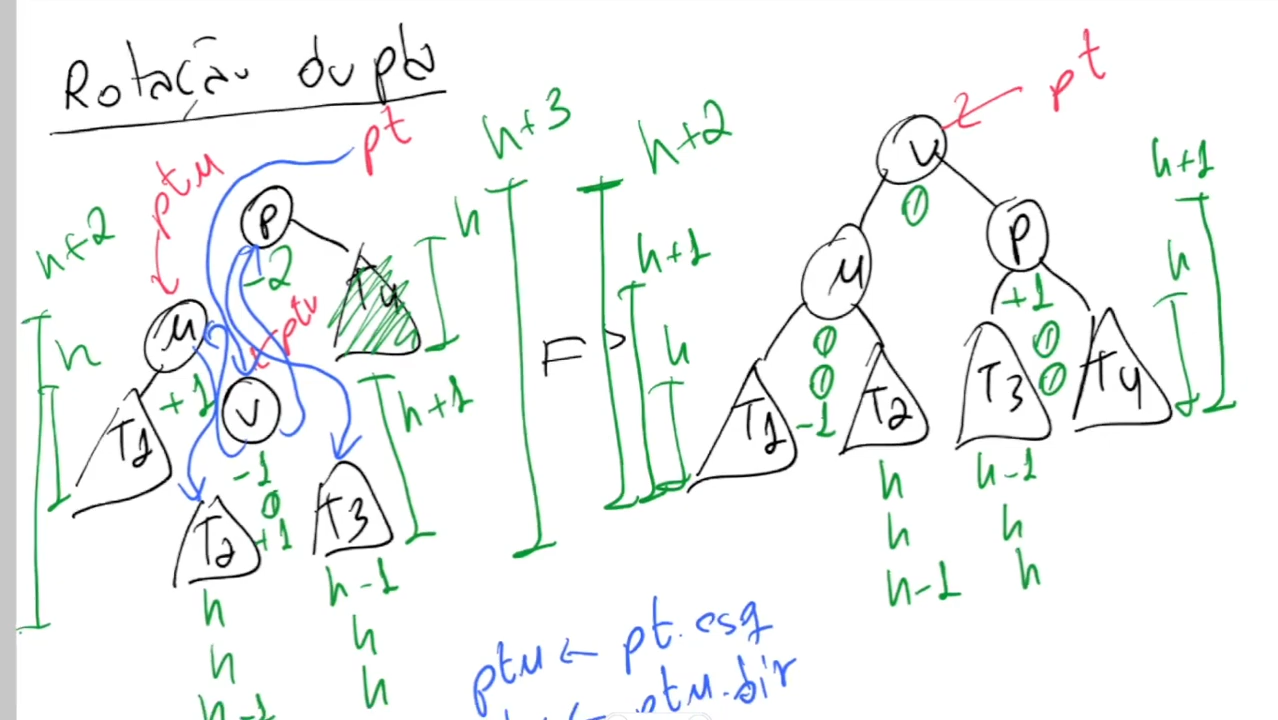 Rotação dupla
pt
ptu
p
-2
h
T4
h+2
h+3
u
+1
ptv
h
T1
v
h+1
-1
0
+1
T2
T3
h
h
h-1
h-1
h
h
F
h+2
pt
v
0
h+1
h+1
u
p
h
+1
0
0
h
0
0
-1
T1
T2
T3
T4
h
h
h-1
h-1
h
h
ptu ← pt.esq
← ptu.dir